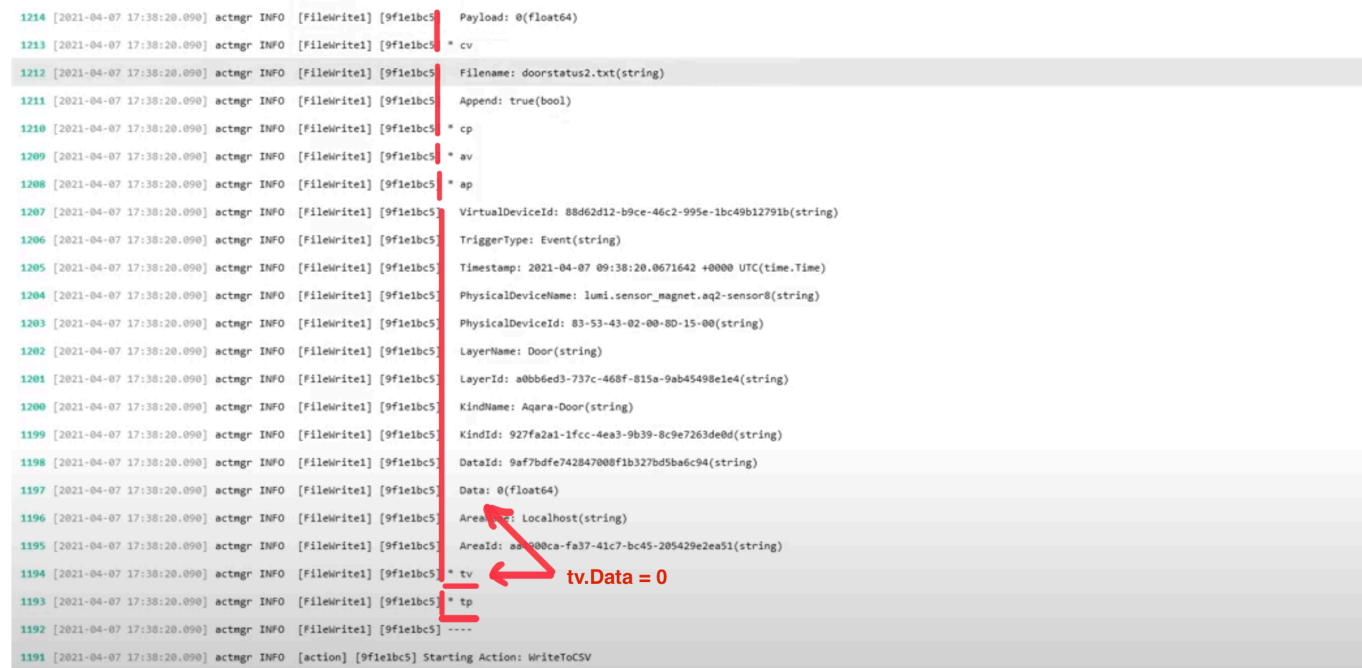 1214 [2021-04-07 17:38:20.090] actmgr INFO [FileWrite1] [9f1e1bc5] Payload: 0(float64)
1213 [2021-04-07 17:38:20.090] actmgr INFO [FileWrite1] [9f1e1bc5] * cv
1212 [2021-04-07 17:38:20.090] actmgr INFO [FileWrite1] [9f1e1bc5] Filename: doorstatus2.txt(string)
1211 [2021-04-07 17:38:20.090] actmgr INFO [FileWrite1] [9f1e1bc5] Append: true(bool)
1210 [2021-04-07 17:38:20.090] actmgr INFO [FileWrite1] [9f1e1bc5] * cp
1209 [2021-04-07 17:38:20.090] actmgr INFO [FileWrite1] [9f1e1bc5] * av
1208 [2021-04-07 17:38:20.090] actmgr INFO [FileWrite1] [9f1e1bc5] * ap
1207 [2021-04-07 17:38:20.090] actmgr INFO [FileWrite1] [9f1e1bc5] VirtualDeviceId: 88d62d12-b9ce-46c2-995e-1bc49b12791b(string)
1206 [2021-04-07 17:38:20.090] actmgr INFO [FileWrite1] [9f1e1bc5] TriggerType: Event(string)
1205 [2021-04-07 17:38:20.090] actmgr INFO [FileWrite1] [9f1e1bc5] Timestamp: 2021-04-07 09:38:20.0671642 +0000 UTC(time.Time)
1204 [2021-04-07 17:38:20.090] actmgr INFO [FileWrite1] [9f1e1bc5] PhysicalDeviceName: lumi.sensor_magnet.aq2-sensor8(string)
1203 [2021-04-07 17:38:20.090] actmgr INFO [FileWrite1] [9f1e1bc5] PhysicalDeviceId: 83-53-43-02-00-8D-15-00(string)
1202 [2021-04-07 17:38:20.090] actmgr INFO [FileWrite1] [9f1e1bc5] LayerName: Door(string)
1201 [2021-04-07 17:38:20.090] actmgr INFO [FileWrite1] [9f1e1bc5] LayerId: a0bb6ed3-737c-468f-815a-9ab45498e1e4(string)
1200 [2021-04-07 17:38:20.090] actmgr INFO [FileWrite1] [9f1e1bc5] KindName: Aqara-Door(string)
1199 [2021-04-07 17:38:20.090] actmgr INFO [FileWrite1] [9f1e1bc5] KindId: 927fa2a1-1fcc-4ea3-9b39-8c9e7263de0d(string)
1198 [2021-04-07 17:38:20.090] actmgr INFO [FileWrite1] [9f1e1bc5] DataId: 9af7bdfe742847008f1b327bd5ba6c94(string)
1197 [2021-04-07 17:38:20.090] actmgr INFO [FileWrite1] [9f1e1bc5] Data: 0(float64)
1196 [2021-04-07 17:38:20.090] actmgr INFO [FileWrite1] [9f1e1bc5] Localhost(string)
1195 [2021-04-07 17:38:20.090] actmgr INFO [FileWrite1] [9f1e1bc5] AreaId:
1194 [2021-04-07 17:38:20.090] actmgr INFO [FileWrite1] [9f1e1bc5] * tv
tv.Data = 0
1193 [2021-04-07 17:38:20.090] actmgr INFO [FileWrite1] [9f1e1bc5] * tp
1192 [2021-04-07 17:38:20.090] actmgr INFO [FileWrite1] [9f1e1bc5] ----
1191 [2021-04-07 17:38:20.090] actmgr INFO [action] [9f1e1bc5] Starting Action: WriteToCSV